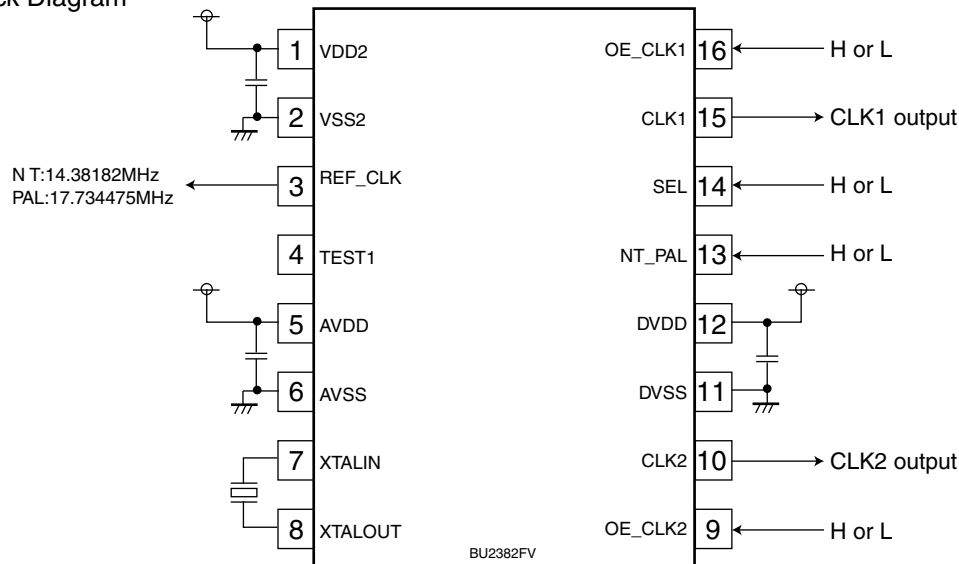 ck Diagram
1 VDD2
2 VSS2
N T:14.38182MHz
PAL:17.734475MHz
3 REF_CLK
4 TEST1
5 AVDD
6 AVSS
7 XTALIN
8 XTALOUT
OE_CLK1 16 H or L
CLK1 15 CLK1 output
SEL 14 H or L
NT_PAL 13 H or L
DVDD 12
DVSS 11
CLK2 10 CLK2 output
OE_CLK2 9 H or L
BU2382FV